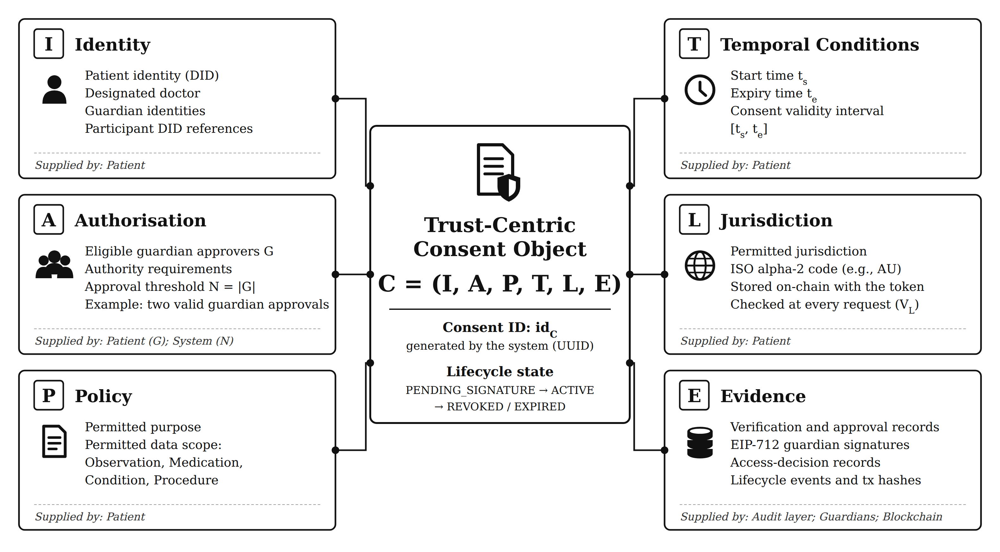 I Identity
Patient identity (DID)
Designated doctor
Guardian identities
Participant DID references
Supplied by: Patient
A Authorisation
Eligible guardian approvers G
Authority requirements
Approval threshold N = |G|
Example: two valid guardian approvals
Supplied by: Patient (G); System (N)
P Policy
Permitted purpose
Permitted data scope:
Observation, Medication,
Condition, Procedure
Supplied by: Patient
Trust-Centric
Consent Object
C = (I, A, P, T, L, E)
Consent ID: id_C
generated by the system (UUID)
Lifecycle state
PENDING_SIGNATURE → ACTIVE
→ REVOKED / EXPIRED
T Temporal Conditions
Start time t_s
Expiry time t_e
Consent validity interval
[t_s, t_e]
Supplied by: Patient
L Jurisdiction
Permitted jurisdiction
ISO alpha-2 code (e.g., AU)
Stored on-chain with the token
Checked at every request (V_L)
Supplied by: Patient
E Evidence
Verification and approval records
EIP-712 guardian signatures
Access-decision records
Lifecycle events and tx hashes
Supplied by: Audit layer; Guardians; Blockchain